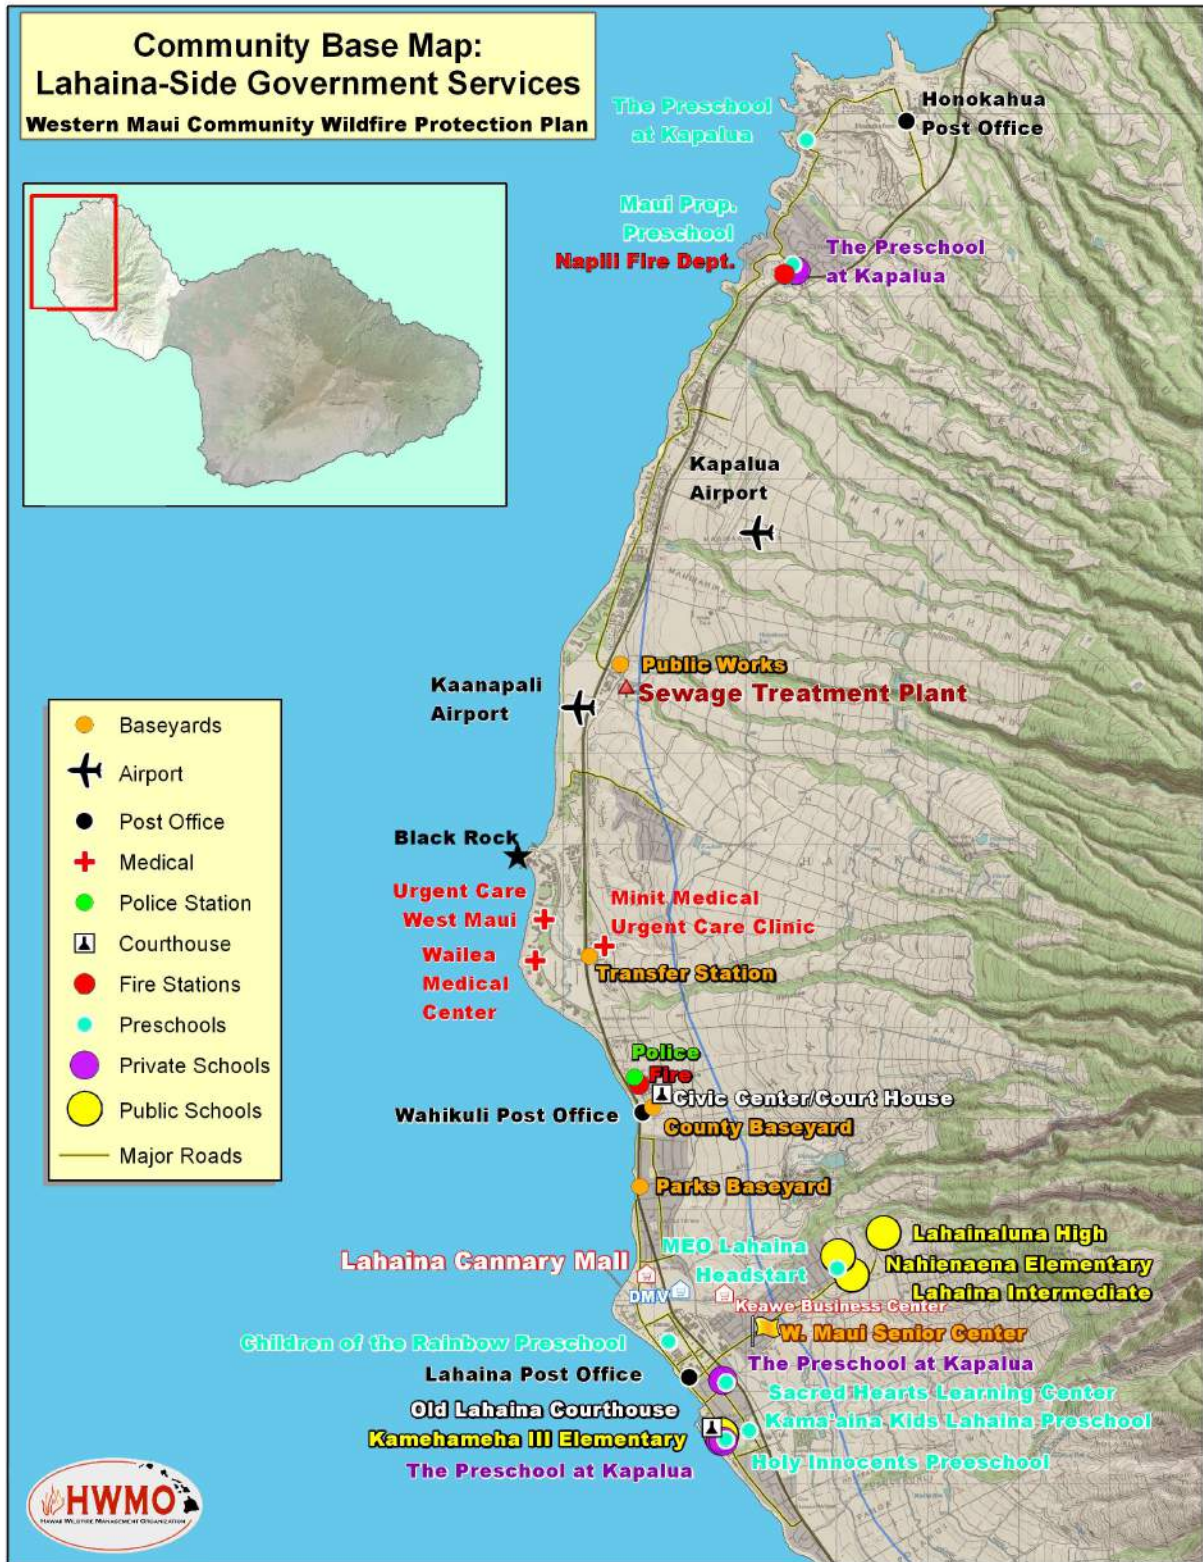 Community Base Map:
Lahaina-Side Government Services
Western Maui Community Wildfire Protection Plan
The Preschool
at Kapalua
Honokahua
Post Office
Maui Prep.
Preschool
Napili Fire Dept.
The Preschool
at Kapalua
Kapalua
Airport
Public Works
Sewage Treatment Plant
Kaanapali
Airport
Baseyards
Airport
Post Office
Medical
Police Station
Courthouse
Fire Stations
Preschools
Private Schools
Public Schools
Major Roads
Black Rock
Urgent Care
West Maui
Minit Medical
Urgent Care Clinic
Wailea
Medical
Center
Transfer Station
Police
Fire
Civic Center/Court House
Wahikuli Post Office
County Baseyard
Parks Baseyard
Lahainaluna High
MEO Lahaina
Headstart
Nahienaena Elementary
Lahaina Intermediate
Lahaina Cannary Mall
DMV
Keawe Business Center
W. Maui Senior Center
Children of the Rainbow Preschool
The Preschool at Kapalua
Lahaina Post Office
Sacred Hearts Learning Center
Old Lahaina Courthouse
Kama'aina Kids Lahaina Preschool
Kamehameha III Elementary
Holy Innocents Preeschool
The Preschool at Kapalua
HWMO
HAWAII WILDFIRE MANAGEMENT ORGANIZATION